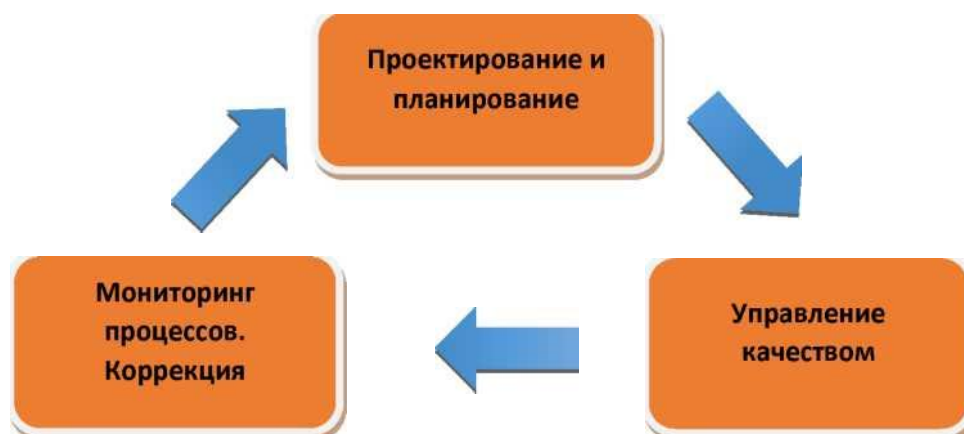 Проектирование и
планирование
Мониторинг
процессов.
Коррекция
Управление
качеством